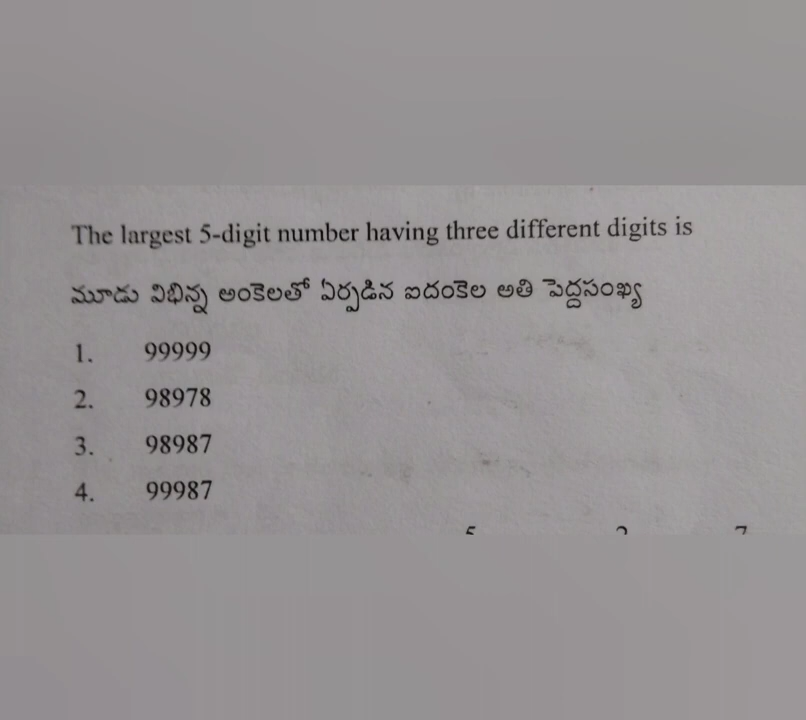 The largest 5-digit number having three different digits is
మూడు విభిన్న అంకెలతో ఏర్పడిన ఐదంకెల అతి పెద్దసంఖ్య
1. 99999
2. 98978
3. 98987
4. 99987